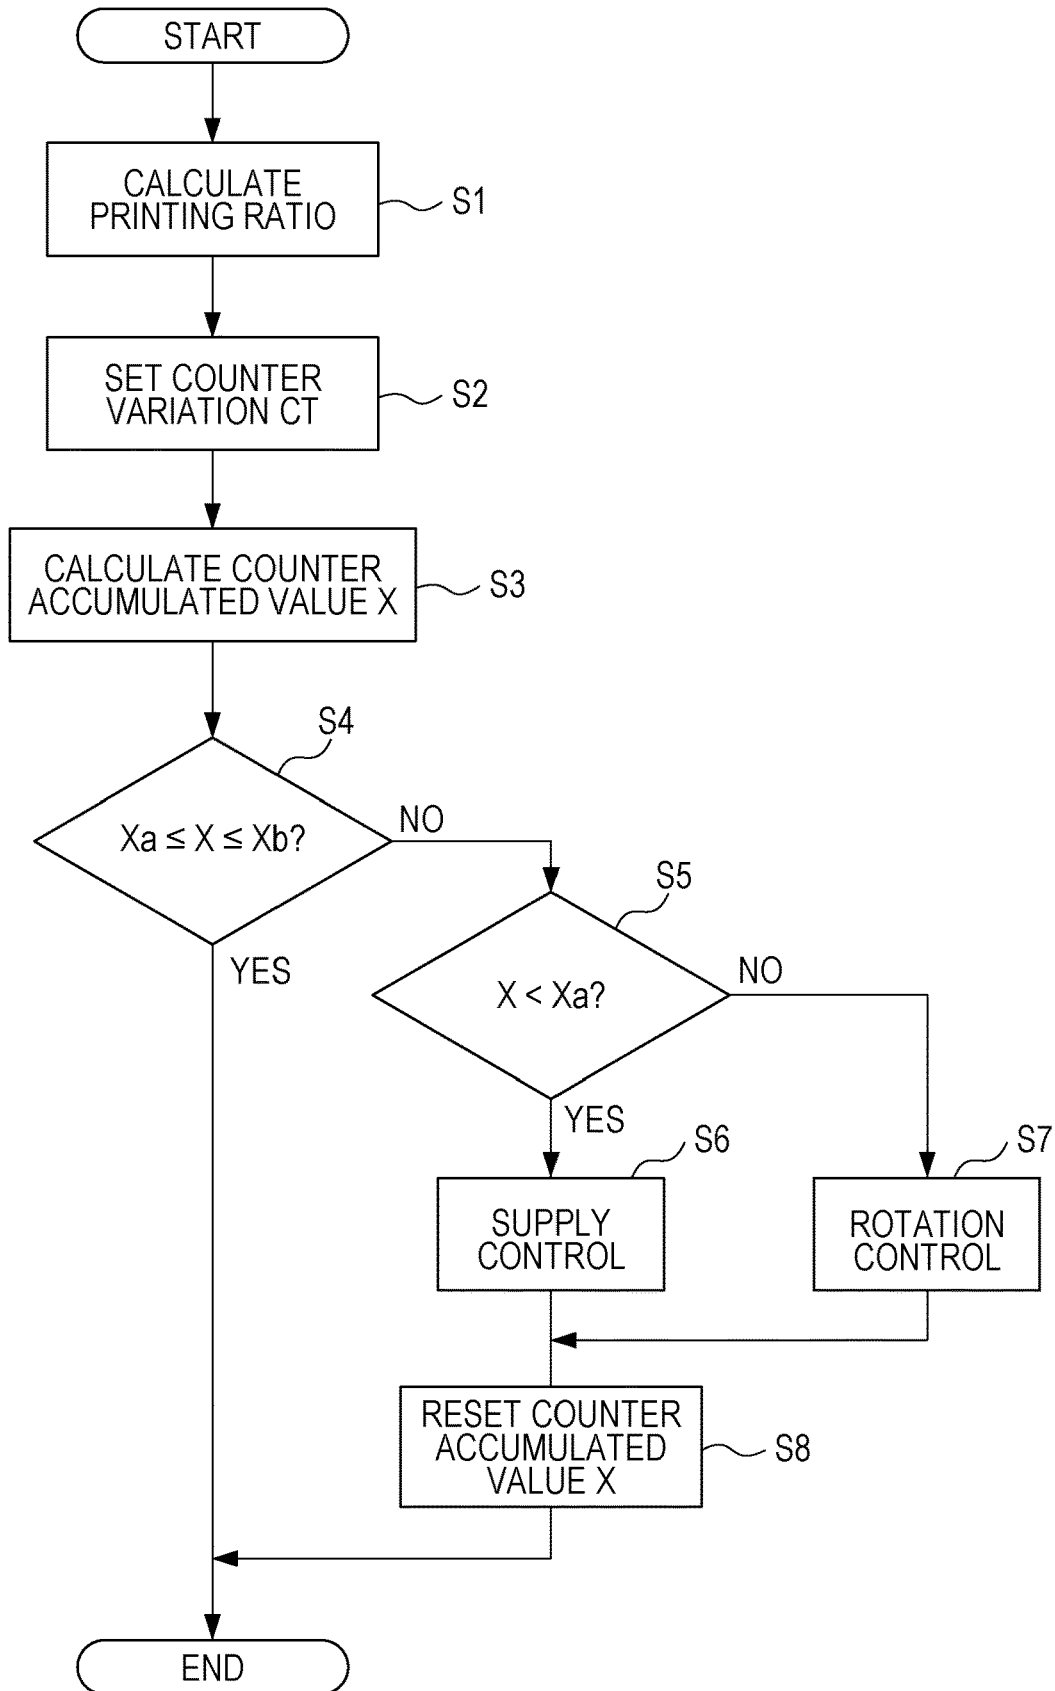 START
CALCULATE
PRINTING RATIO
S1
SET COUNTER
VARIATION CT
S2
CALCULATE COUNTER
ACCUMULATED VALUE X
S3
S4
Xa ≤ X ≤ Xb?
NO
YES
S5
X < Xa?
NO
YES
S6
SUPPLY
CONTROL
S7
ROTATION
CONTROL
RESET COUNTER
ACCUMULATED
VALUE X
S8
END